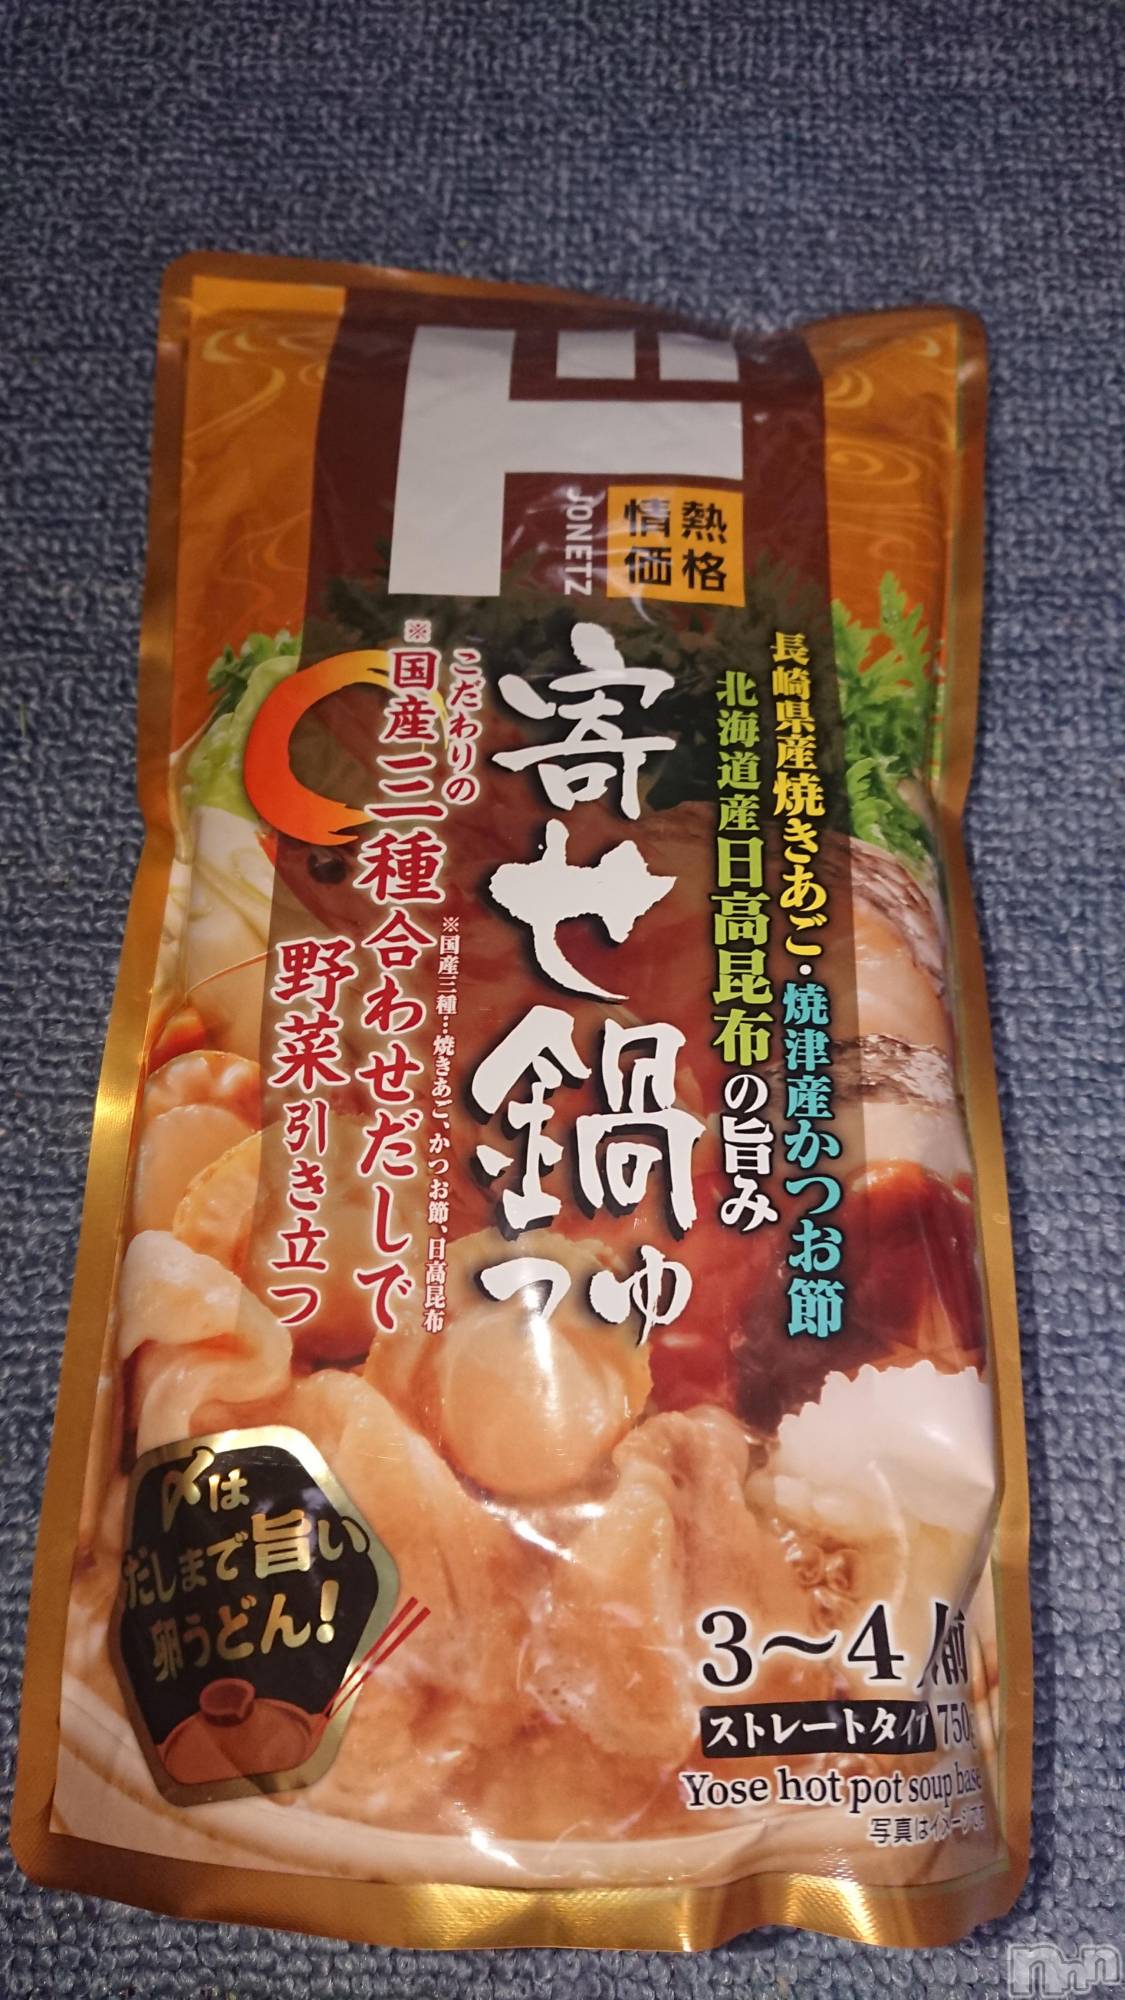 ド
JONETZ
情熱
価格
長崎県産焼きあご・焼津産かつお節
北海道産日高昆布の旨み
寄せ鍋つゆ
こだわりの
※国産三種合わせだしで
野菜引き立つ
※国産三種…焼きあご、かつお節、日高昆布
〆は
だしまで旨い
卵うどん!
3〜4人前
ストレートタイプ 750g
Yose hot pot soup base
写真はイメージです